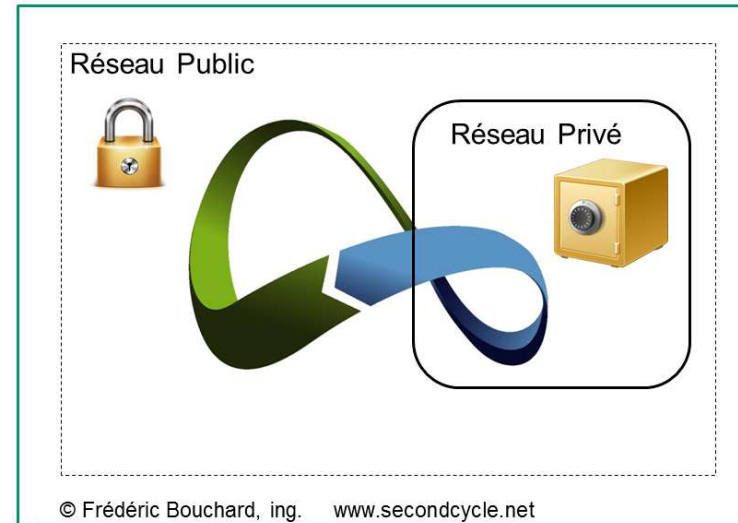 Réseau Public
Réseau Privé
© Frédéric Bouchard, ing. www.secondcycle.net